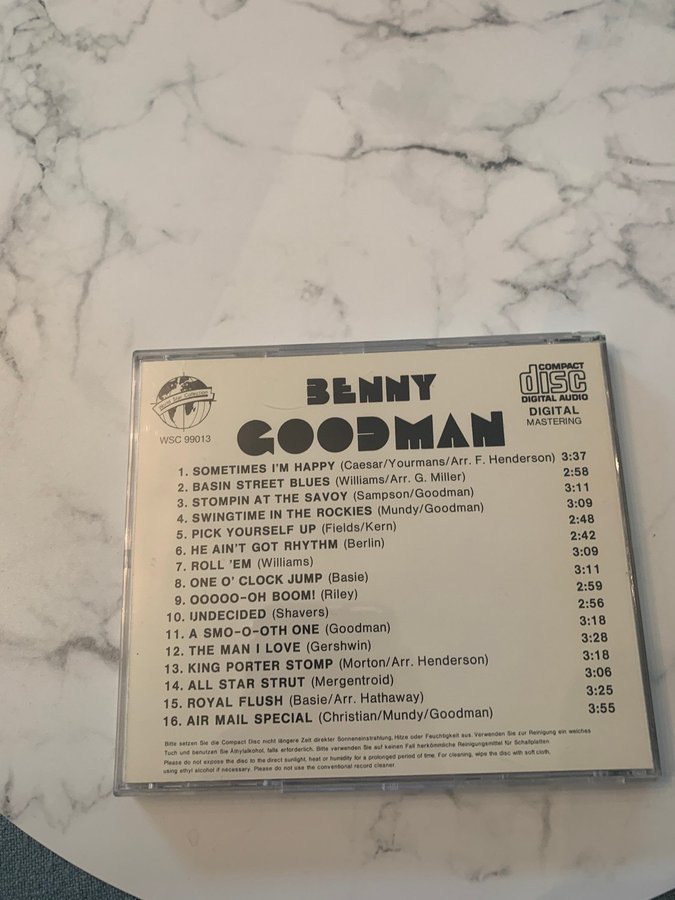 World Star Collection
WSC 99013
BENNY
GOODMAN
COMPACT
disc
DIGITAL AUDIO
DIGITAL
MASTERING
1. SOMETIMES I'M HAPPY (Caesar/Yourmans/Arr. F. Henderson) 3:37
2. BASIN STREET BLUES (Williams/Arr. G. Miller) 2:58
3. STOMPIN AT THE SAVOY (Sampson/Goodman) 3:11
4. SWINGTIME IN THE ROCKIES (Mundy/Goodman) 3:09
5. PICK YOURSELF UP (Fields/Kern) 2:48
6. HE AIN'T GOT RHYTHM (Berlin) 2:42
7. ROLL 'EM (Williams) 3:09
8. ONE O' CLOCK JUMP (Basie) 3:11
9. OOOOO-OH BOOM! (Riley) 2:59
10. UNDECIDED (Shavers) 2:56
11. A SMO-O-OTH ONE (Goodman) 3:18
12. THE MAN I LOVE (Gershwin) 3:28
13. KING PORTER STOMP (Morton/Arr. Henderson) 3:18
14. ALL STAR STRUT (Mergentroid) 3:06
15. ROYAL FLUSH (Basie/Arr. Hathaway) 3:25
16. AIR MAIL SPECIAL (Christian/Mundy/Goodman) 3:55
Bitte setzen Sie die Compact Disc nicht längere Zeit direkter Sonneneinstrahlung, Hitze oder Feuchtigkeit aus. Verwenden Sie zur Reinigung ein weiches
Tuch und benutzen Sie Äthylalkohol, falls erforderlich. Bitte verwenden Sie auf keinen Fall herkömmliche Reinigungsmittel für Schallplatten.
Please do not expose the disc to the direct sunlight, heat or humidity for a prolonged period of time. For cleaning, wipe the disc with soft cloth,
using ethyl alcohol if necessary. Please do not use the conventional record cleaner.